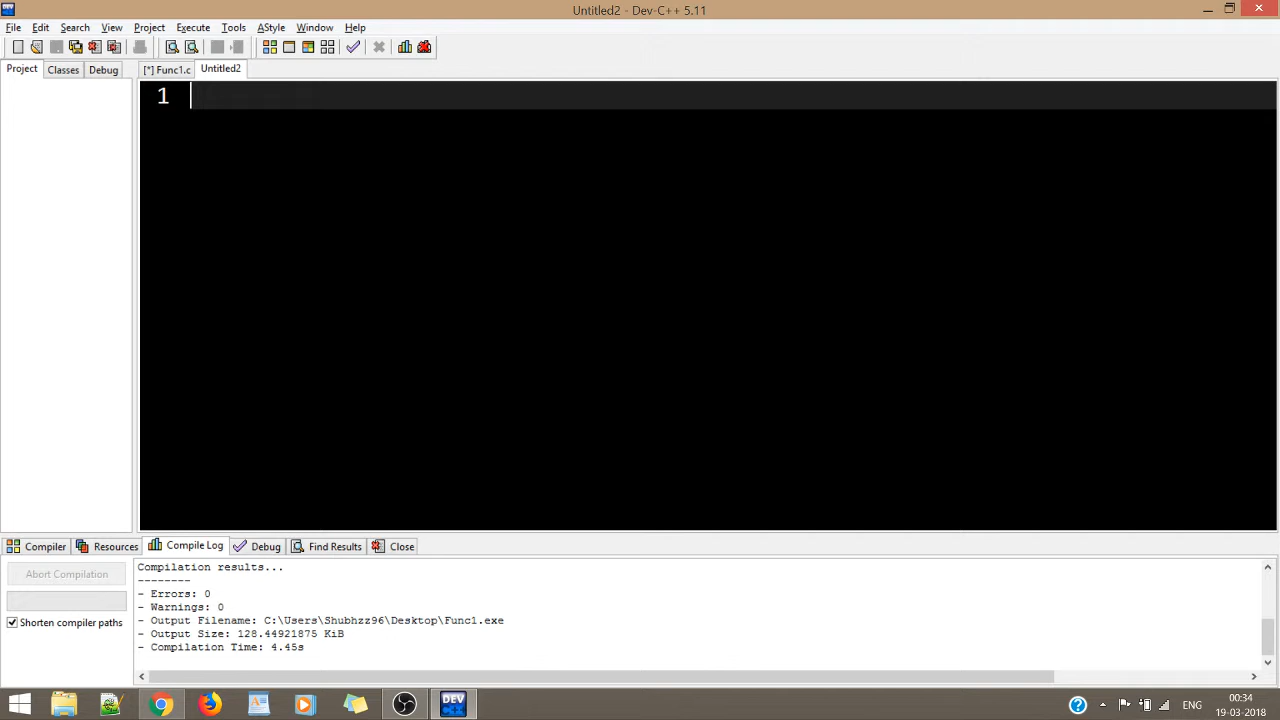 Untitled2 - Dev-C++ 5.11
File Edit Search View Project Execute Tools AStyle Window Help
Project Classes Debug [*] Func1.c Untitled2
1
Compiler Resources Compile Log Debug Find Results Close
Abort Compilation
Shorten compiler paths
Compilation results...
--------
- Errors: 0
- Warnings: 0
- Output Filename: C:\Users\Shubhzz96\Desktop\Func1.exe
- Output Size: 128.44921875 KiB
- Compilation Time: 4.45s
DEV
ENG
00:34
19-03-2018